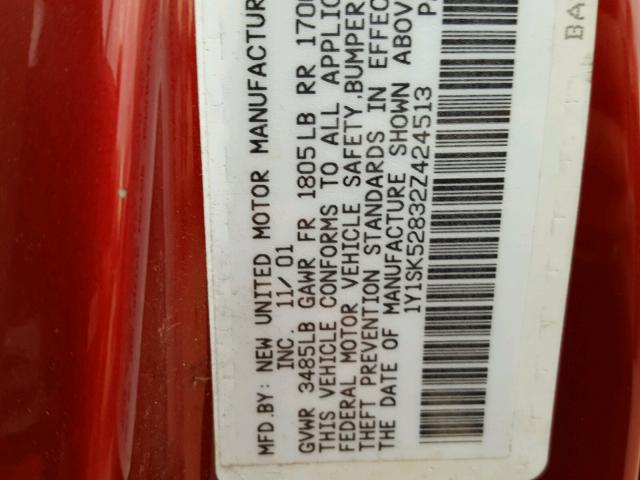 MFD.BY: NEW UNITED MOTOR MANUFACTUR
INC. 11/01
GVWR 3485LB GAWR FR 1805LB RR 170
THIS VEHICLE CONFORMS TO ALL APPLIC
FEDERAL MOTOR VEHICLE SAFETY,BUMPER
THEFT PREVENTION STANDARDS IN EFFEC
THE DATE OF MANUFACTURE SHOWN ABOV
1Y1SK52832Z424513
P
BA